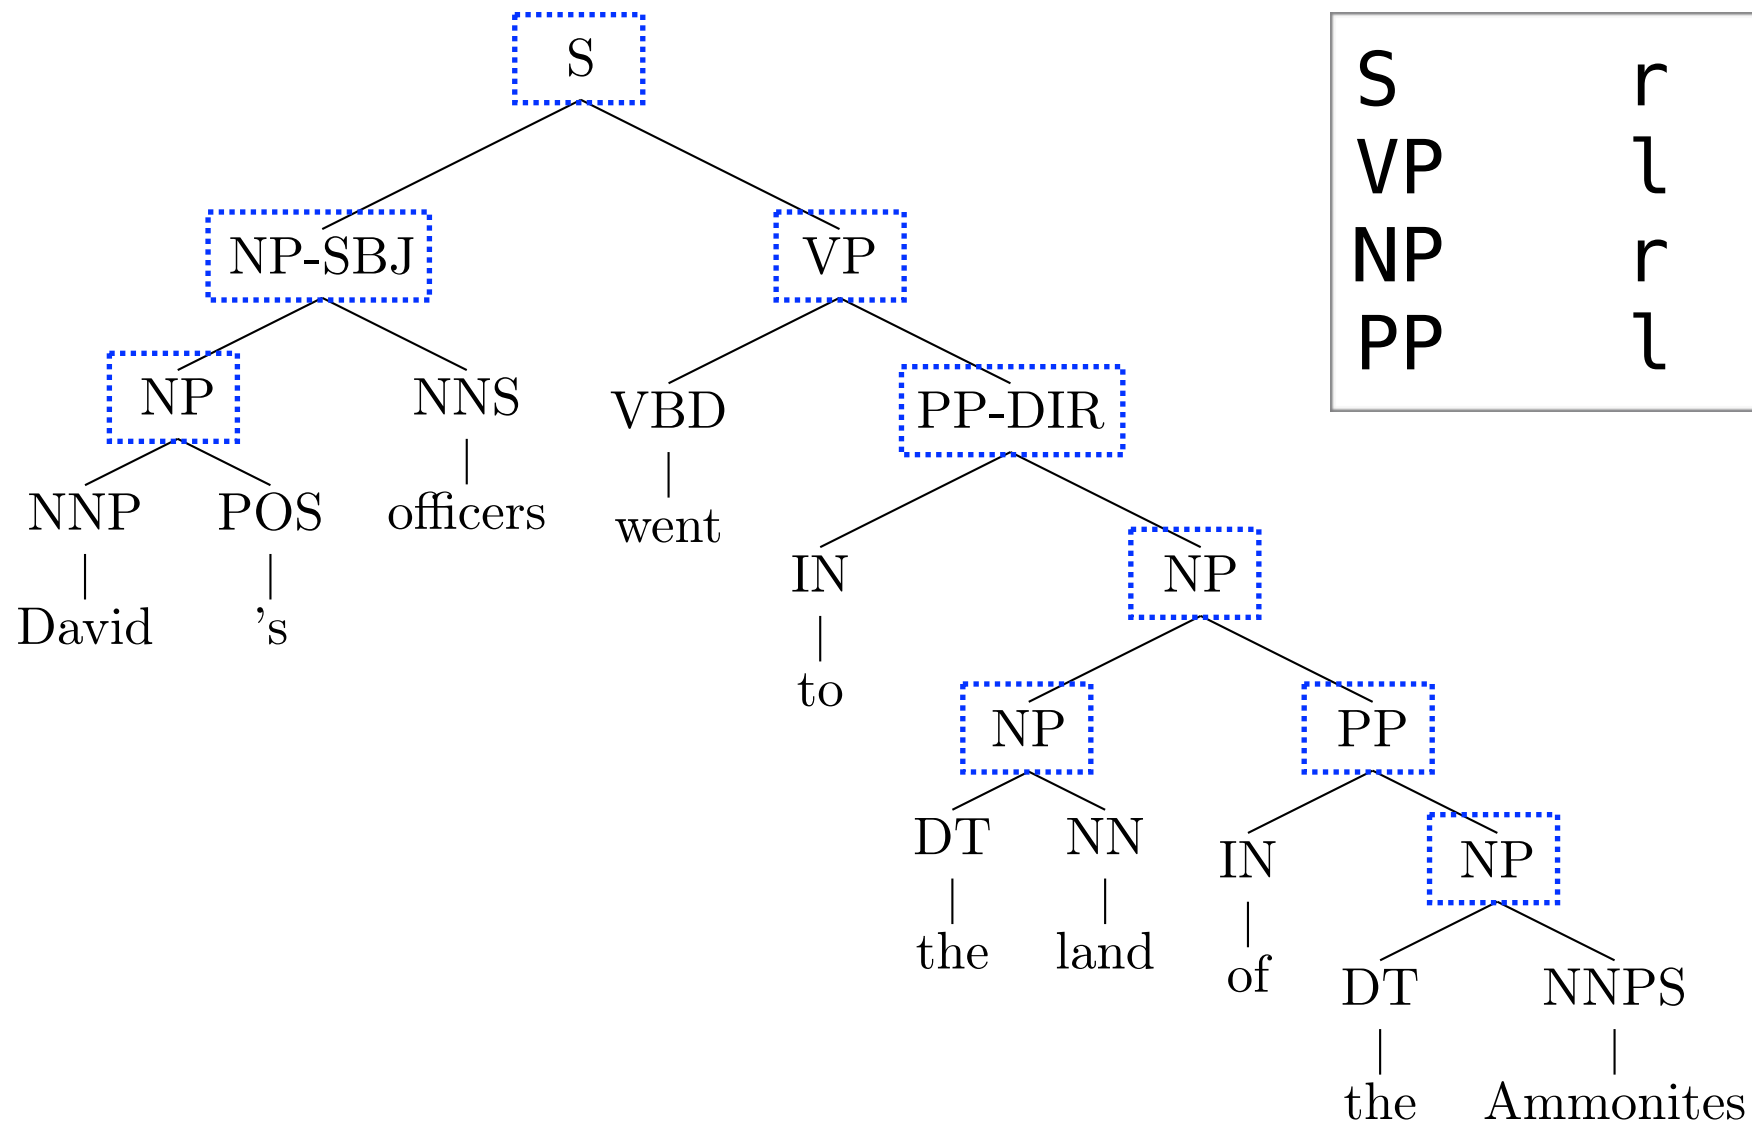 S
S r
VP l
NP r
PP l
NP-SBJ VP
NP NNS VBD PP-DIR
NNP POS officers went
IN NP
David 's
to
NP PP
DT NN IN NP
the land of
DT NNPS
the Ammonites